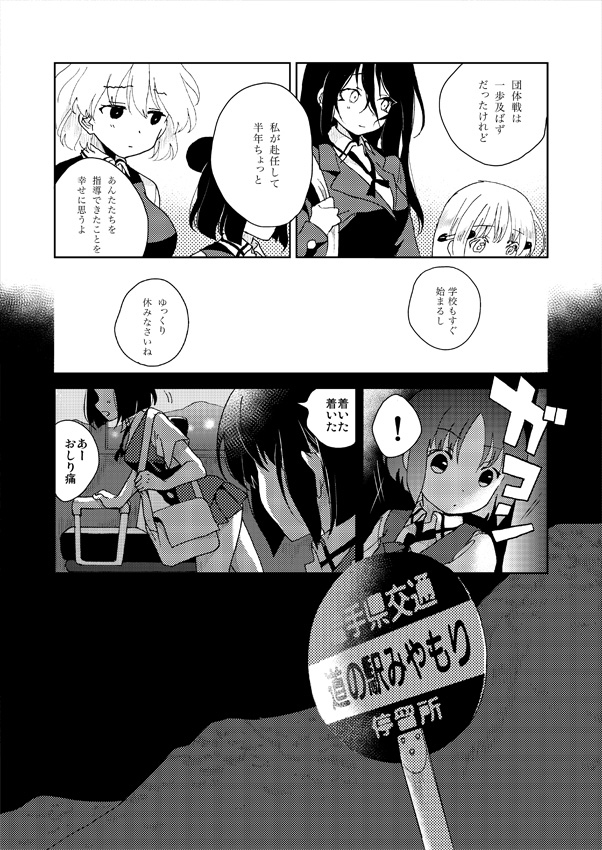 団体戦は
一歩及ばず
だったけれど
私が赴任して
半年ちょっと
あんたたちを
指導できたことを
幸せに思うよ
学校もすぐ
始まるし
ゆっくり
休みなさいね
ガコン
!
着いた
着いた
あー
おしり痛
手県交通
道の駅みやもり
停留所